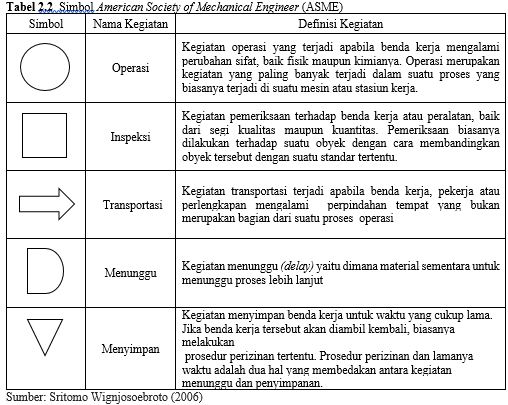 Tabel 2.2 Simbol American Society of Mechanical Engineer (ASME)
Simbol Nama Kegiatan Definisi Kegiatan
Operasi
Kegiatan operasi yang terjadi apabila benda kerja mengalami
perubahan sifat, baik fisik maupun kimianya. Operasi merupakan
kegiatan yang paling banyak terjadi dalam suatu proses yang
biasanya terjadi di suatu mesin atau stasiun kerja.
Inspeksi
Kegiatan pemeriksaan terhadap benda kerja atau peralatan, baik
dari segi kualitas maupun kuantitas. Pemeriksaan biasanya
dilakukan terhadap suatu obyek dengan cara membandingkan
obyek tersebut dengan suatu standar tertentu.
Transportasi
Kegiatan transportasi terjadi apabila benda kerja, pekerja atau
perlengkapan mengalami perpindahan tempat yang bukan
merupakan bagian dari suatu proses operasi
Menunggu
Kegiatan menunggu (delay) yaitu dimana material sementara untuk
menunggu proses lebih lanjut
Menyimpan
Kegiatan menyimpan benda kerja untuk waktu yang cukup lama.
Jika benda kerja tersebut akan diambil kembali, biasanya
melakukan
prosedur perizinan tertentu. Prosedur perizinan dan lamanya
waktu adalah dua hal yang membedakan antara kegiatan
menunggu dan penyimpanan.
Sumber: Sritomo Wignjosoebroto (2006)